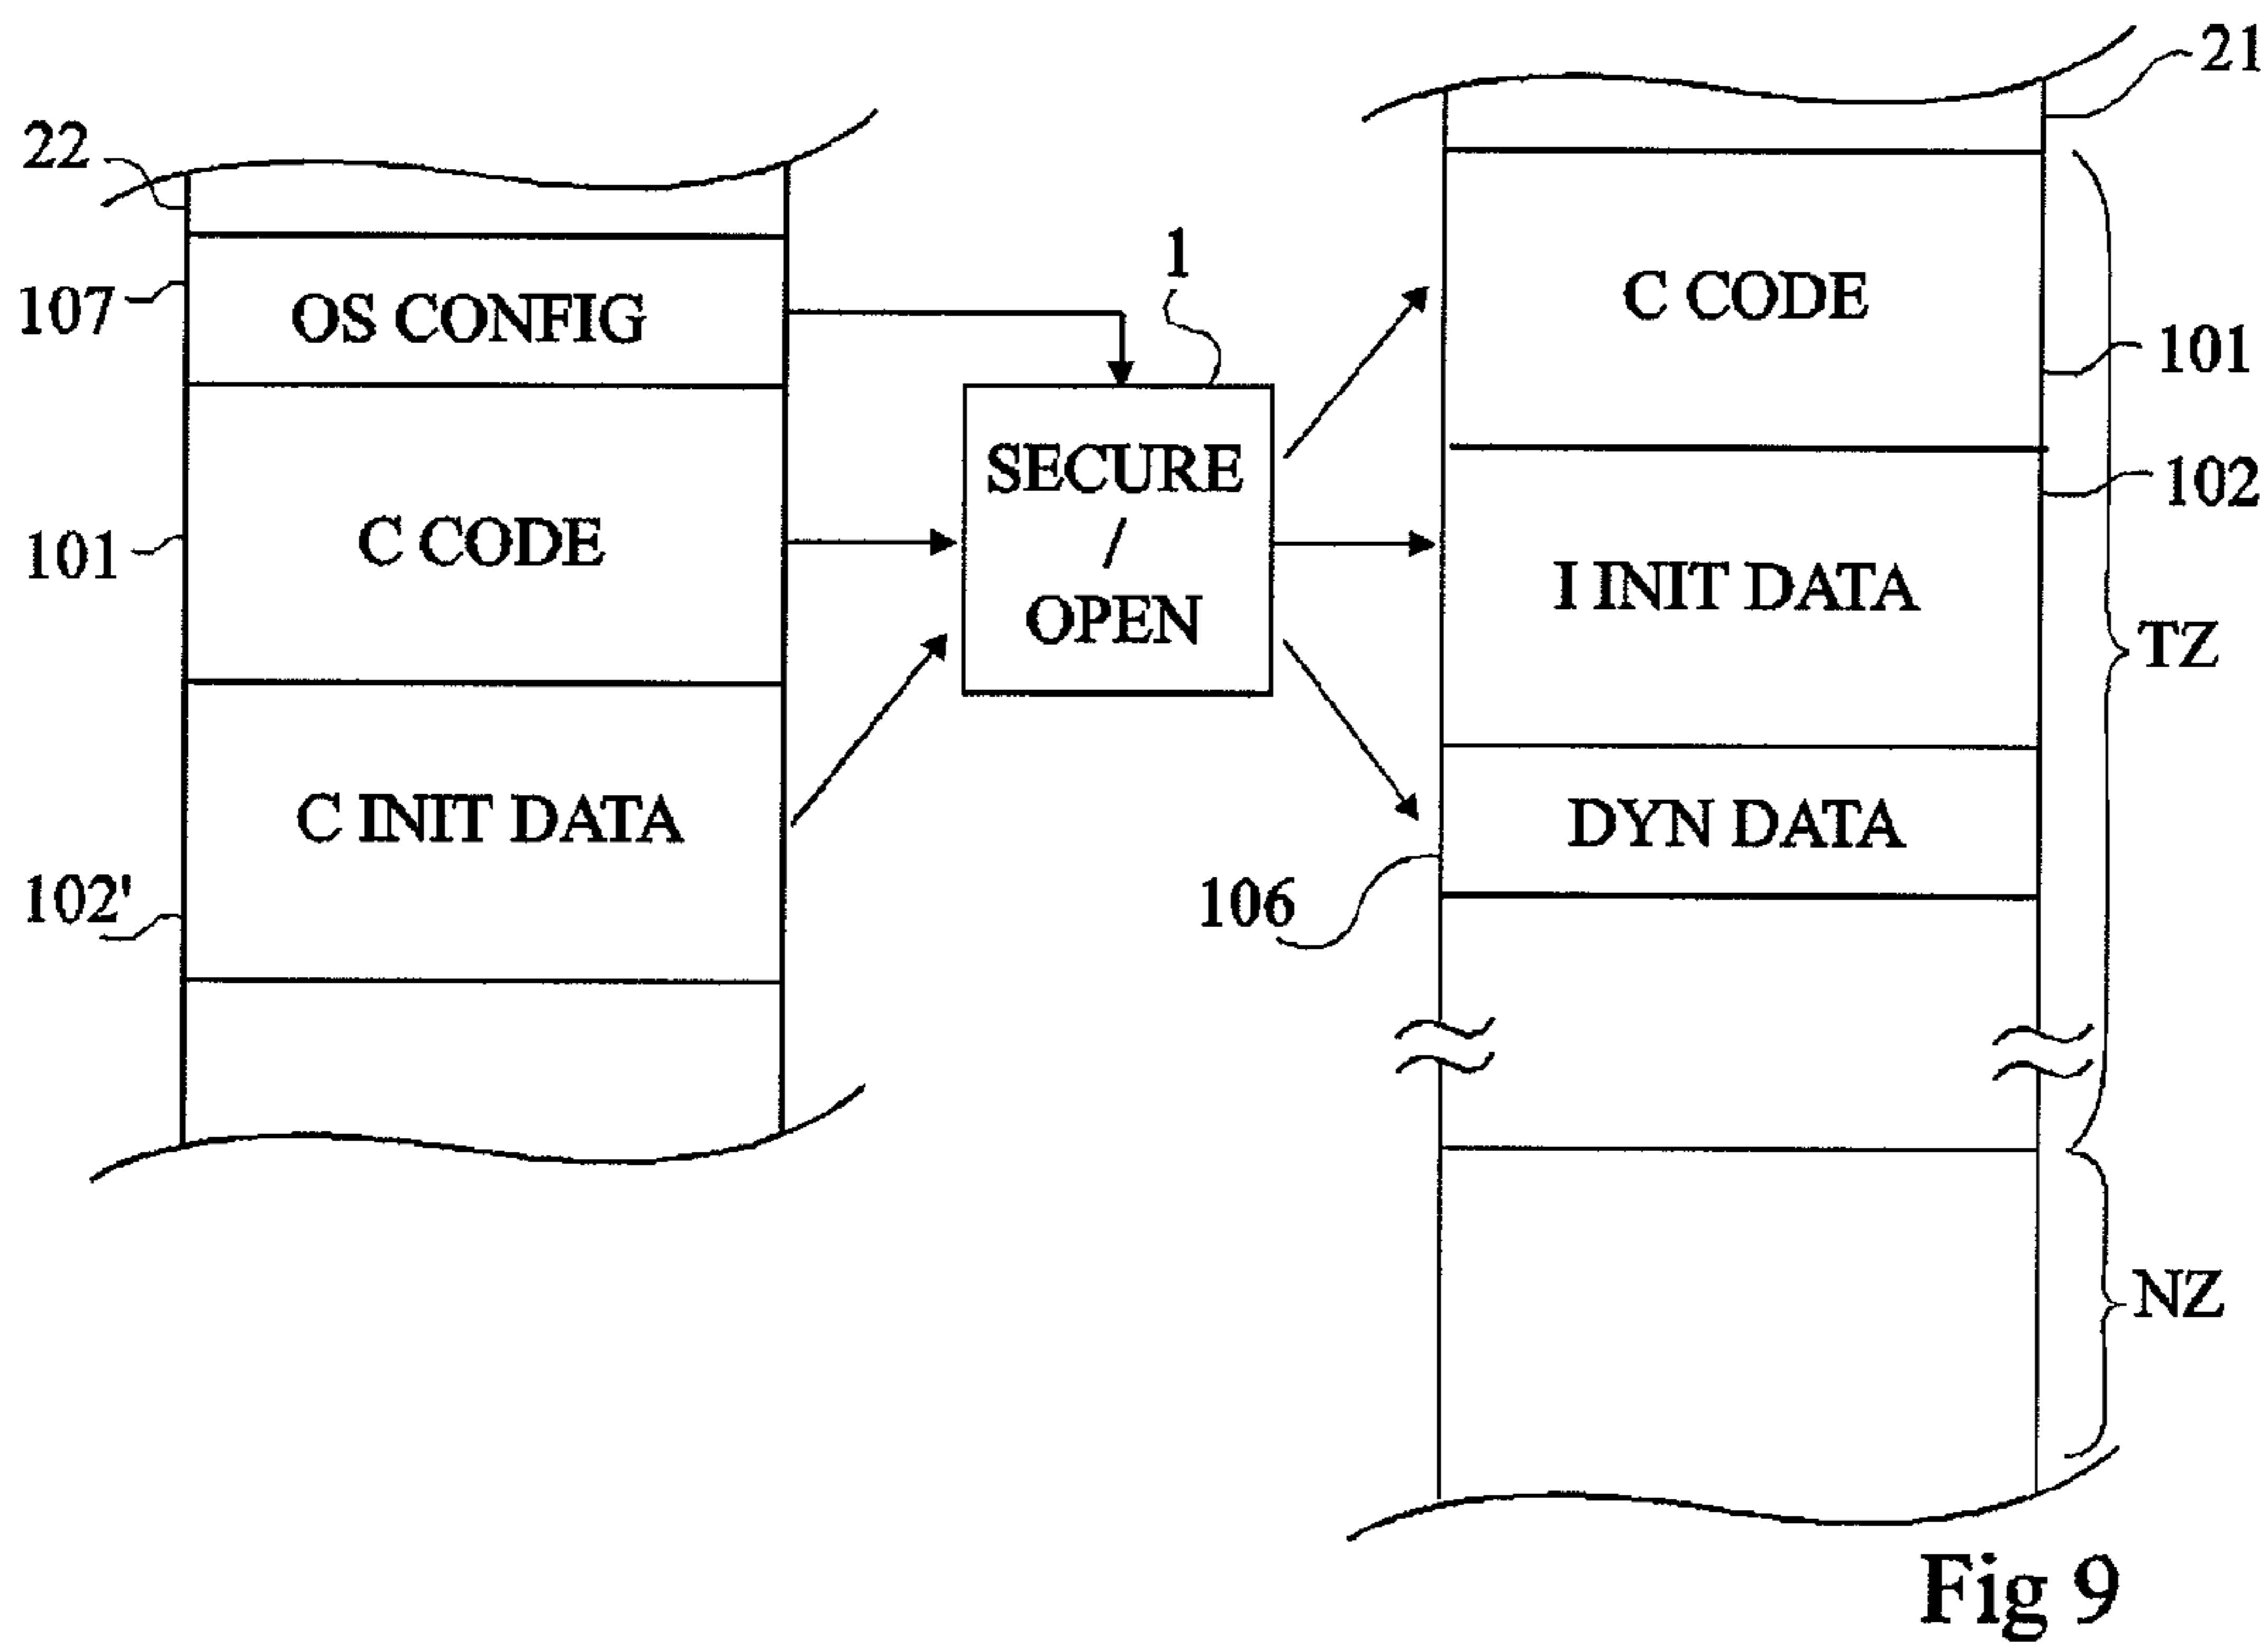 21
22
107
OS CONFIG
1
C CODE
101
101
C CODE
SECURE
/
OPEN
102
I INIT DATA
TZ
C INIT DATA
102'
DYN DATA
106
NZ
Fig 9